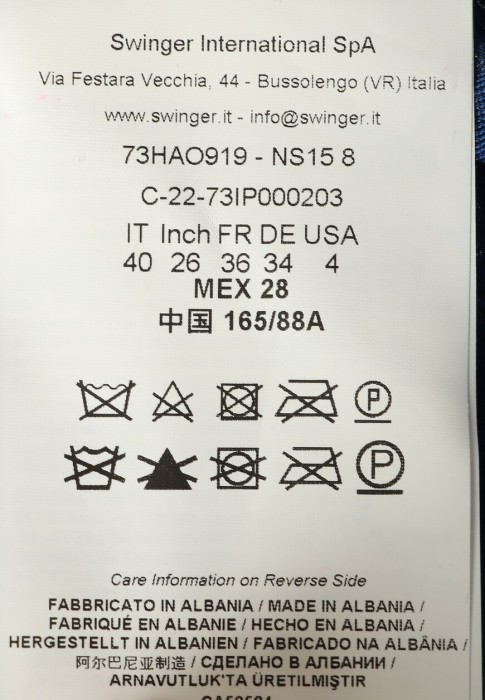 Swinger International SpA
Via Festara Vecchia, 44 - Bussolengo (VR) Italia
www.swinger.it - info@swinger.it
73HAO919 - NS15 8
C-22-73IP000203
IT Inch FR DE USA
40 26 36 34 4
MEX 28
中国 165/88A
P
P
Care Information on Reverse Side
FABBRICATO IN ALBANIA / MADE IN ALBANIA /
FABRIQUÉ EN ALBANIE / HECHO EN ALBANIA /
HERGESTELLT IN ALBANIEN / FABRICADO NA ALBÂNIA /
阿尔巴尼亚制造 / СДЕЛАНО В АЛБАНИИ /
ARNAVUTLUK'TA ÜRETILMIŞTIR